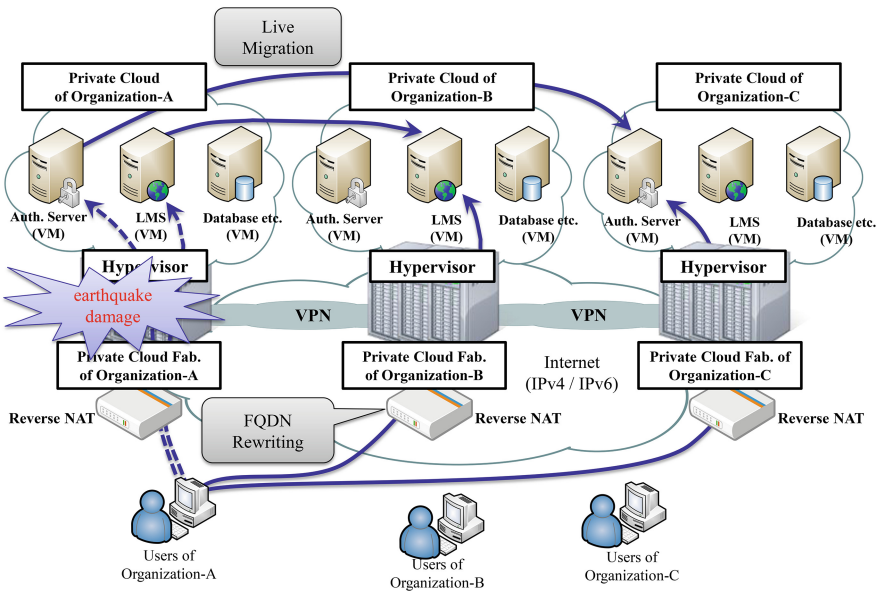 Live
Migration
Private Cloud
of Organization-A
Private Cloud of
Organization-B
Private Cloud of
Organization-C
Auth. Server
(VM)
LMS
(VM)
Database etc.
(VM)
Auth. Server
(VM)
LMS
(VM)
Database etc.
(VM)
Auth. Server
(VM)
LMS
(VM)
Database etc.
(VM)
Hypervisor
Hypervisor
Hypervisor
earthquake
damage
VPN
VPN
Private Cloud Fab.
of Organization-A
Private Cloud Fab.
of Organization-B
Internet
(IPv4 / IPv6)
Private Cloud Fab. of
Organization-C
Reverse NAT
FQDN
Rewriting
Reverse NAT
Reverse NAT
Users of
Organization-A
Users of
Organization-B
Users of
Organization-C